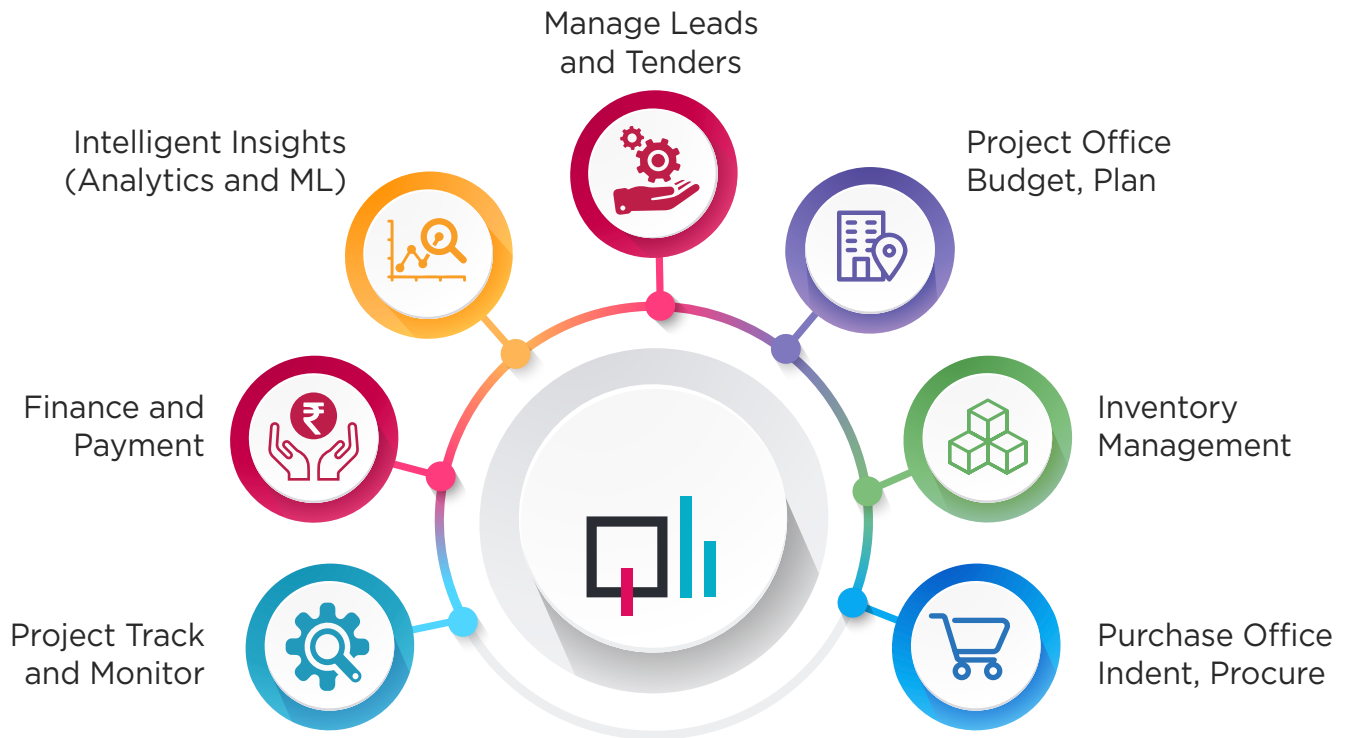 Manage Leads
and Tenders
Intelligent Insights
(Analytics and ML)
Project Office
Budget, Plan
Finance and
Payment
₹
Inventory
Management
Project Track
and Monitor
Purchase Office
Indent, Procure